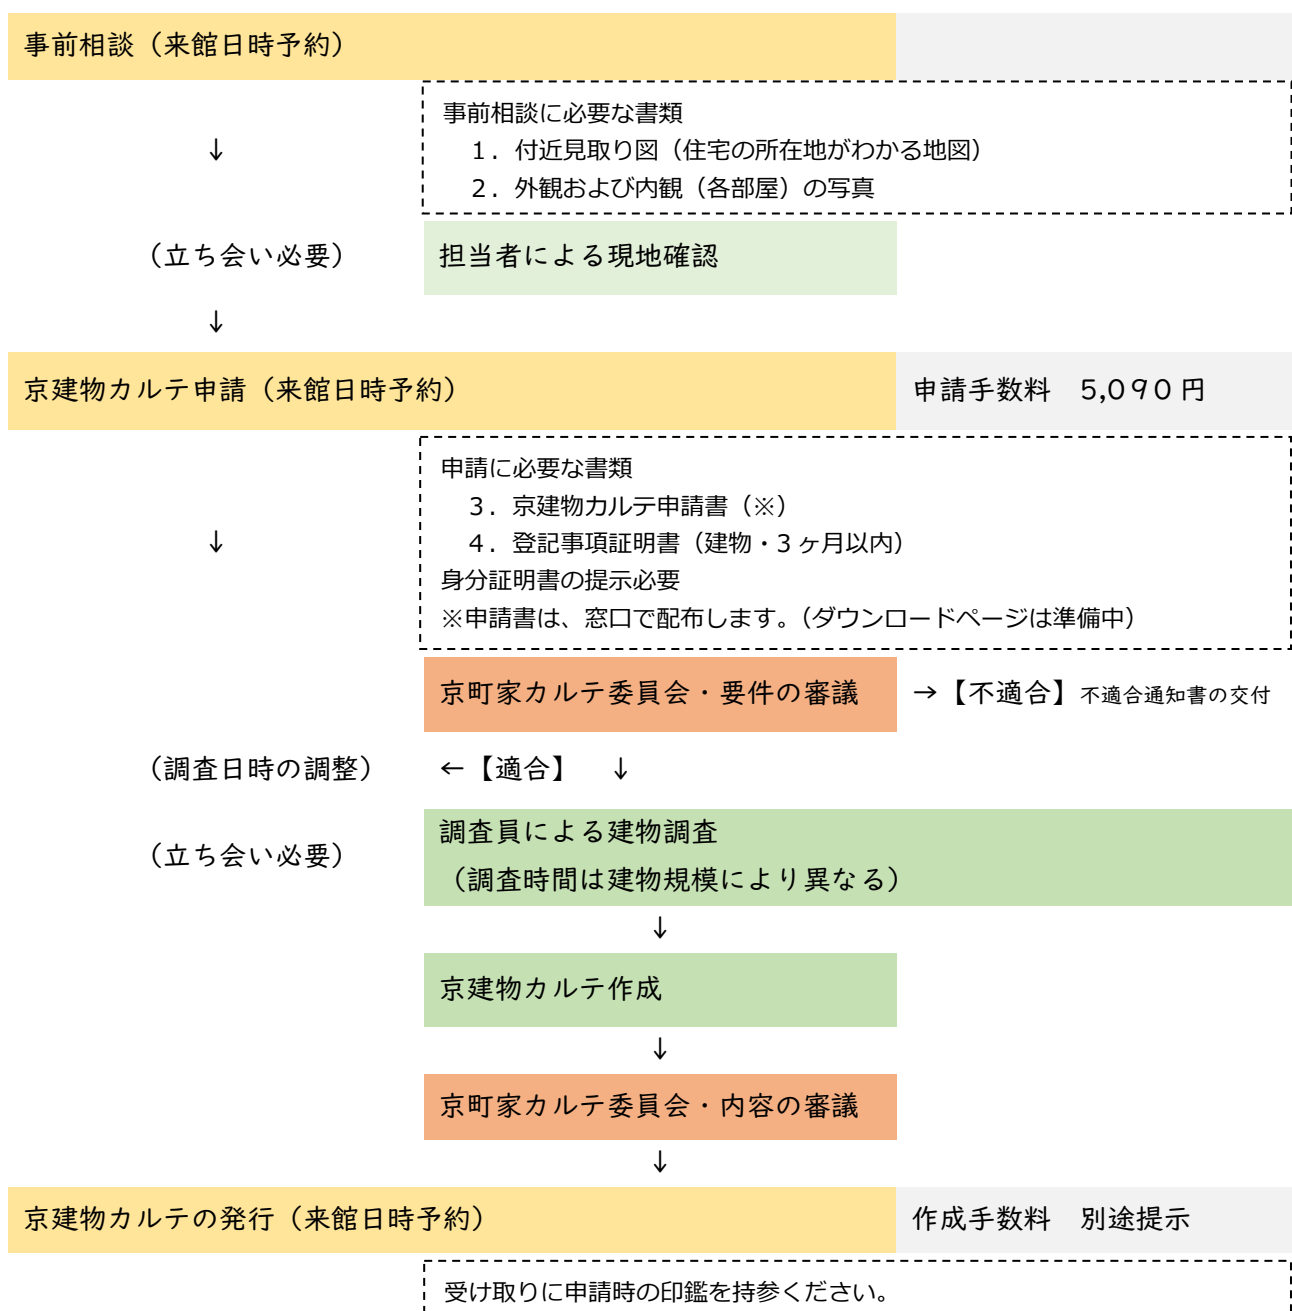 事前相談（来館日時予約）
事前相談に必要な書類
↓
１．付近見取り図（住宅の所在地がわかる地図）
２．外観および内観（各部屋）の写真
（立ち会い必要）　担当者による現地確認
↓
京建物カルテ申請（来館日時予約）　申請手数料　5,０９０円
申請に必要な書類
３．京建物カルテ申請書（※）
↓
４．登記事項証明書（建物・３ヶ月以内）
身分証明書の提示必要
※申請書は、窓口で配布します。（ダウンロードページは準備中）
京町家カルテ委員会・要件の審議　→【不適合】不適合通知書の交付
（調査日時の調整）　←【適合】　↓
調査員による建物調査
（立ち会い必要）
（調査時間は建物規模により異なる）
↓
京建物カルテ作成
↓
京町家カルテ委員会・内容の審議
↓
京建物カルテの発行（来館日時予約）　作成手数料　別途提示
受け取りに申請時の印鑑を持参ください。